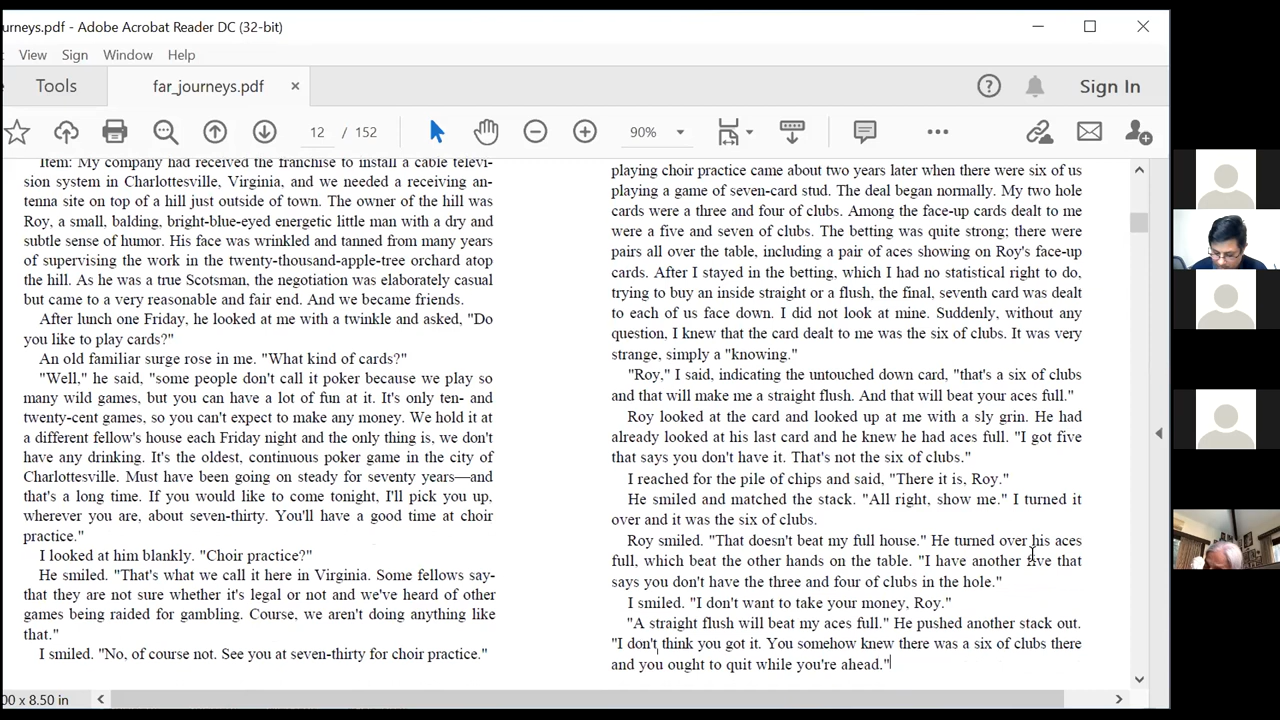 urneys.pdf - Adobe Acrobat Reader DC (32-bit)
View Sign Window Help
Tools far_journeys.pdf × Sign In
12 / 152 90%
Item: My company had received the franchise to install a cable televi-
sion system in Charlottesville, Virginia, and we needed a receiving an-
tenna site on top of a hill just outside of town. The owner of the hill was
Roy, a small, balding, bright-blue-eyed energetic little man with a dry and
subtle sense of humor. His face was wrinkled and tanned from many years
of supervising the work in the twenty-thousand-apple-tree orchard atop
the hill. As he was a true Scotsman, the negotiation was elaborately casual
but came to a very reasonable and fair end. And we became friends.
After lunch one Friday, he looked at me with a twinkle and asked, "Do
you like to play cards?"
An old familiar surge rose in me. "What kind of cards?"
"Well," he said, "some people don't call it poker because we play so
many wild games, but you can have a lot of fun at it. It's only ten- and
twenty-cent games, so you can't expect to make any money. We hold it at
a different fellow's house each Friday night and the only thing is, we don't
have any drinking. It's the oldest, continuous poker game in the city of
Charlottesville. Must have been going on steady for seventy years—and
that's a long time. If you would like to come tonight, I'll pick you up,
wherever you are, about seven-thirty. You'll have a good time at choir
practice."
I looked at him blankly. "Choir practice?"
He smiled. "That's what we call it here in Virginia. Some fellows say-
that they are not sure whether it's legal or not and we've heard of other
games being raided for gambling. Course, we aren't doing anything like
that."
I smiled. "No, of course not. See you at seven-thirty for choir practice."
playing choir practice came about two years later when there were six of us
playing a game of seven-card stud. The deal began normally. My two hole
cards were a three and four of clubs. Among the face-up cards dealt to me
were a five and seven of clubs. The betting was quite strong; there were
pairs all over the table, including a pair of aces showing on Roy's face-up
cards. After I stayed in the betting, which I had no statistical right to do,
trying to buy an inside straight or a flush, the final, seventh card was dealt
to each of us face down. I did not look at mine. Suddenly, without any
question, I knew that the card dealt to me was the six of clubs. It was very
strange, simply a "knowing."
"Roy," I said, indicating the untouched down card, "that's a six of clubs
and that will make me a straight flush. And that will beat your aces full."
Roy looked at the card and looked up at me with a sly grin. He had
already looked at his last card and he knew he had aces full. "I got five
that says you don't have it. That's not the six of clubs."
I reached for the pile of chips and said, "There it is, Roy."
He smiled and matched the stack. "All right, show me." I turned it
over and it was the six of clubs.
Roy smiled. "That doesn't beat my full house." He turned over his aces
full, which beat the other hands on the table. "I have another five that
says you don't have the three and four of clubs in the hole."
I smiled. "I don't want to take your money, Roy."
"A straight flush will beat my aces full." He pushed another stack out.
"I don't think you got it. You somehow knew there was a six of clubs there
and you ought to quit while you're ahead."
00 x 8.50 in